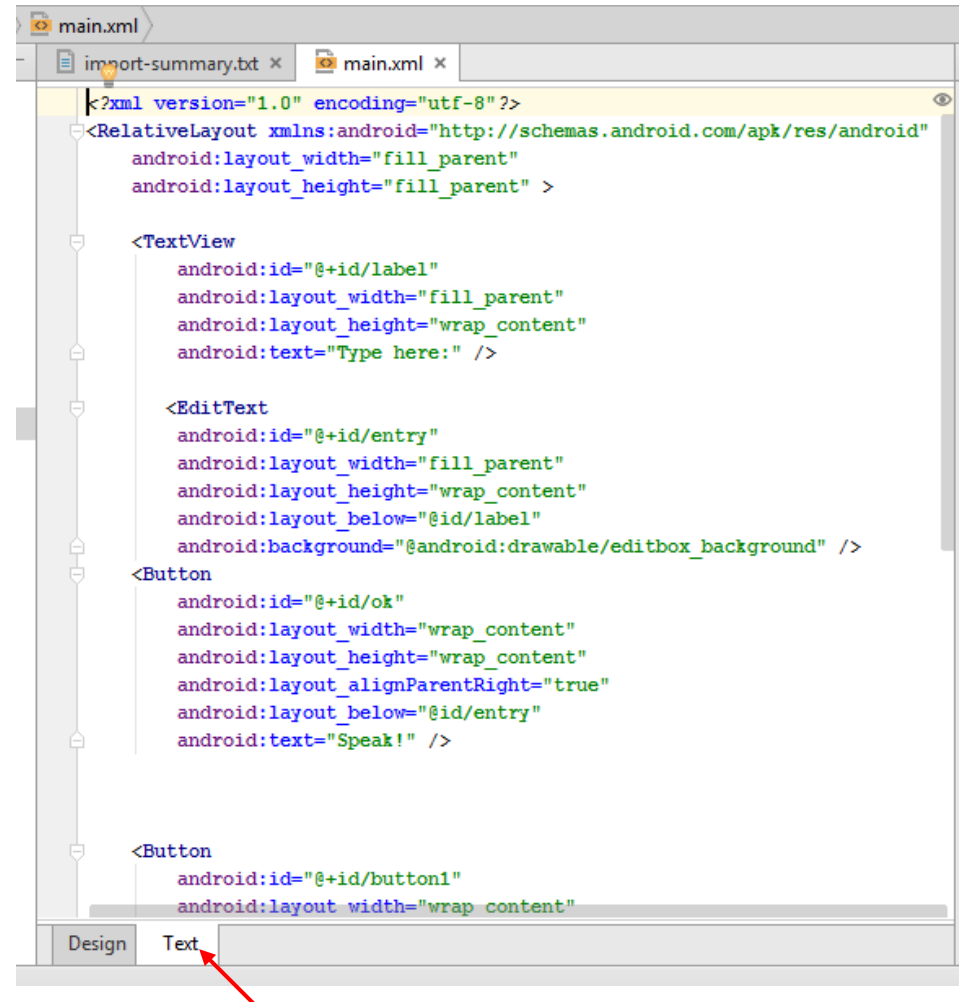 main.xml
import-summary.txt × main.xml ×
<?xml version="1.0" encoding="utf-8"?>
<RelativeLayout xmlns:android="http://schemas.android.com/apk/res/android"
    android:layout_width="fill_parent"
    android:layout_height="fill_parent" >
    <TextView
        android:id="@+id/label"
        android:layout_width="fill_parent"
        android:layout_height="wrap_content"
        android:text="Type here:" />
       <EditText
        android:id="@+id/entry"
        android:layout_width="fill_parent"
        android:layout_height="wrap_content"
        android:layout_below="@id/label"
        android:background="@android:drawable/editbox_background" />
    <Button
        android:id="@+id/ok"
        android:layout_width="wrap_content"
        android:layout_height="wrap_content"
        android:layout_alignParentRight="true"
        android:layout_below="@id/entry"
        android:text="Speak!" />
    <Button
        android:id="@+id/button1"
        android:layout_width="wrap_content"
Design Text